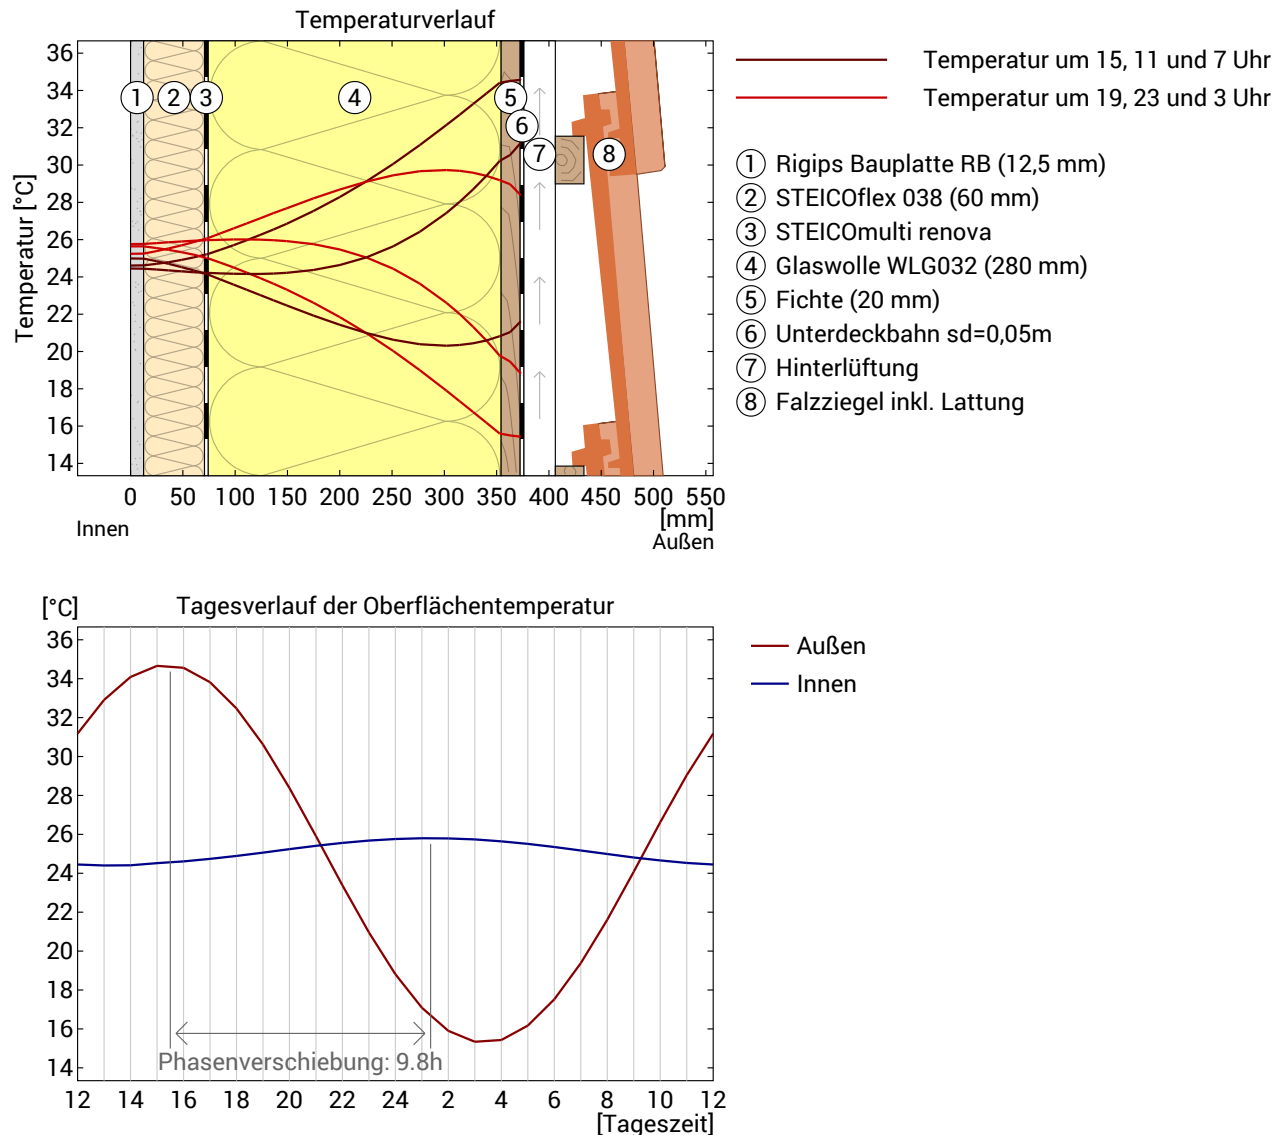 Temperaturverlauf
Temperatur [°C]
36
34
32
30
28
26
24
22
20
18
16
14
1 2 3 4 5
6
7 8
0 50 100 150 200 250 300 350 400 450 500 550
[mm]
Innen
Außen
Temperatur um 15, 11 und 7 Uhr
Temperatur um 19, 23 und 3 Uhr
1 Rigips Bauplatte RB (12,5 mm)
2 STEICOflex 038 (60 mm)
3 STEICOmulti renova
4 Glaswolle WLG032 (280 mm)
5 Fichte (20 mm)
6 Unterdeckbahn sd=0,05m
7 Hinterlüftung
8 Falzziegel inkl. Lattung
[°C] Tagesverlauf der Oberflächentemperatur
36
34
32
30
28
26
24
22
20
18
16
14
Phasenverschiebung: 9.8h
12 14 16 18 20 22 24 2 4 6 8 10 12
[Tageszeit]
Außen
Innen